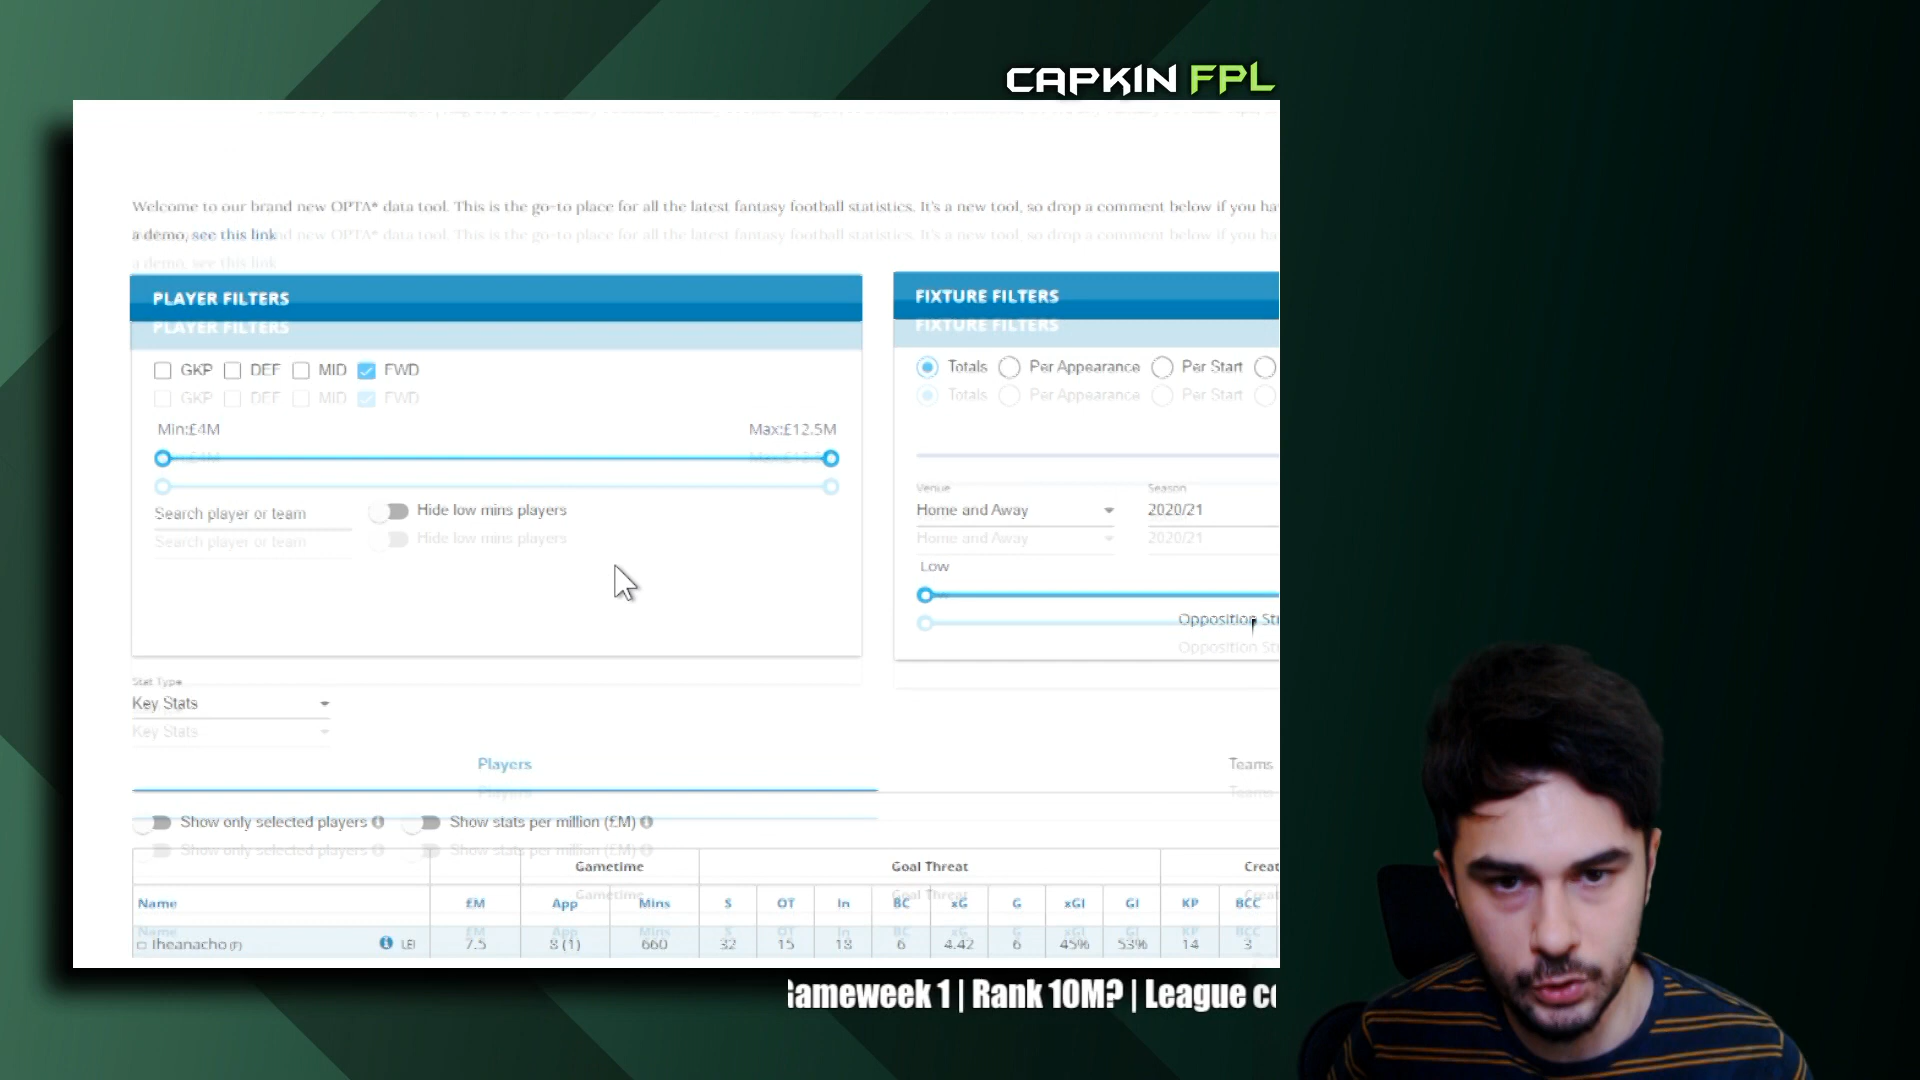 CAPKIN FPL
Welcome to our brand new OPTA* data tool. This is the go-to place for all the latest fantasy football statistics. It's a new tool, so drop a comment below if you ha
a demo, see this link
PLAYER FILTERS
FIXTURE FILTERS
GKP DEF MID FWD
Totals Per Appearance Per Start
Min:£4M Max:£12.5M
Venue Season
Search player or team Hide low mins players
Home and Away 2020/21
Low
Opposition
Stat Type
Key Stats
Players Teams
Show only selected players Show stats per million (£M)
Gametime Goal Threat Creat
Name £M App Mins S OT In BC xG G xGI GI KP BCC
Iheanacho (F) LEI 7.5 8 (1) 660 32 15 18 6 4.42 6 45% 53% 14 3
Gameweek 1 | Rank 10M? | League